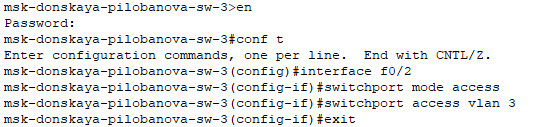 msk-donskaya-pilobanova-sw-3>en
Password:
msk-donskaya-pilobanova-sw-3#conf t
Enter configuration commands, one per line.  End with CNTL/Z.
msk-donskaya-pilobanova-sw-3(config)#interface f0/2
msk-donskaya-pilobanova-sw-3(config-if)#switchport mode access
msk-donskaya-pilobanova-sw-3(config-if)#switchport access vlan 3
msk-donskaya-pilobanova-sw-3(config-if)#exit